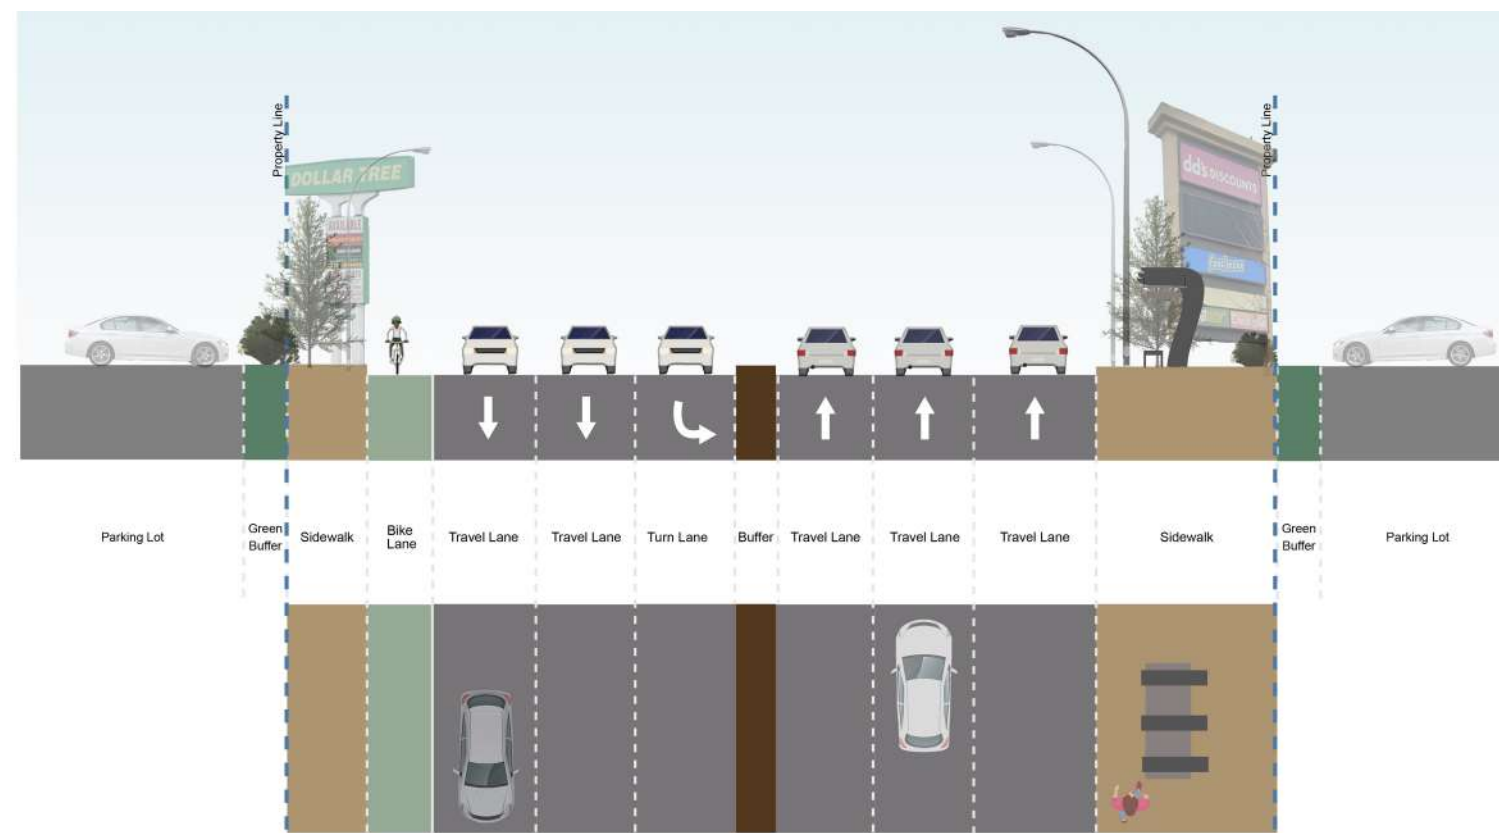 Property Line
Property Line
DOLLAR TREE
AVAILABLE
dd's DISCOUNTS
Parking Lot
Green
Buffer
Sidewalk
Bike
Lane
Travel Lane
Travel Lane
Turn Lane
Buffer
Travel Lane
Travel Lane
Travel Lane
Sidewalk
Green
Buffer
Parking Lot